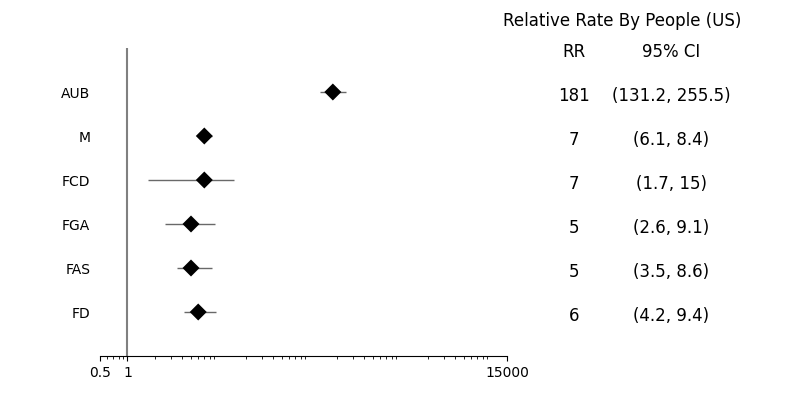 Relative Rate By People (US)
RR 95% CI
AUB 181 (131.2, 255.5)
M 7 (6.1, 8.4)
FCD 7 (1.7, 15)
FGA 5 (2.6, 9.1)
FAS 5 (3.5, 8.6)
FD 6 (4.2, 9.4)
0.5 1 15000